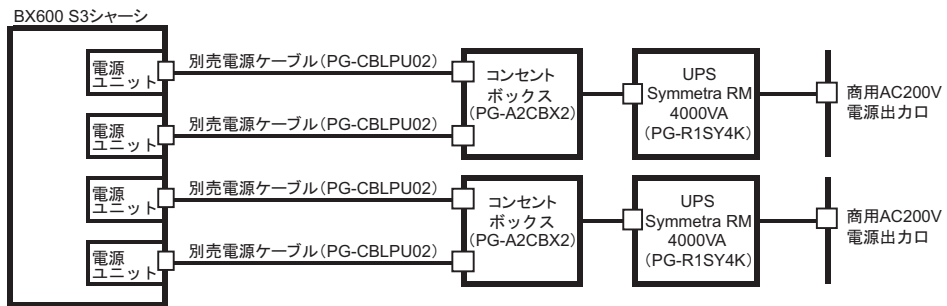 BX600 S3シャーシ
電源
ユニット
別売電源ケーブル(PG-CBLPU02)
電源
ユニット
別売電源ケーブル(PG-CBLPU02)
コンセント
ボックス
(PG-A2CBX2)
UPS
Symmetra RM
4000VA
(PG-R1SY4K)
商用AC200V
電源出力口
電源
ユニット
別売電源ケーブル(PG-CBLPU02)
電源
ユニット
別売電源ケーブル(PG-CBLPU02)
コンセント
ボックス
(PG-A2CBX2)
UPS
Symmetra RM
4000VA
(PG-R1SY4K)
商用AC200V
電源出力口